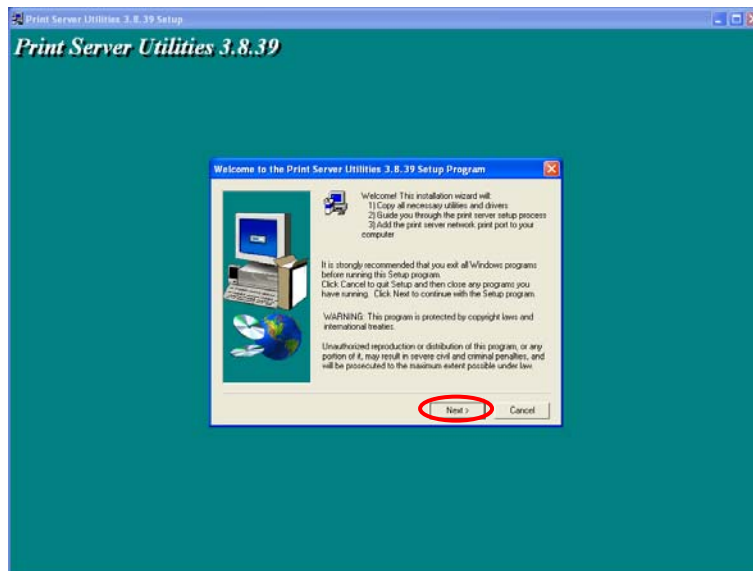 Print Server Utilities 3.8.39 Setup
Print Server Utilities 3.8.39
Welcome to the Print Server Utilities 3.8.39 Setup Program
Welcome! This installation wizard will:
1) Copy all necessary utilities and drivers
2) Guide you through the print server setup process
3) Add the print server network print port to your
computer
It is strongly recommended that you exit all Windows programs
before running this Setup program.
Click Cancel to quit Setup and then close any programs you
have running. Click Next to continue with the Setup program.
WARNING: This program is protected by copyright laws and
international treaties.
Unauthorized reproduction or distribution of this program, or any
portion of it, may result in severe civil and criminal penalties, and
will be prosecuted to the maximum extent possible under law.
Next >
Cancel